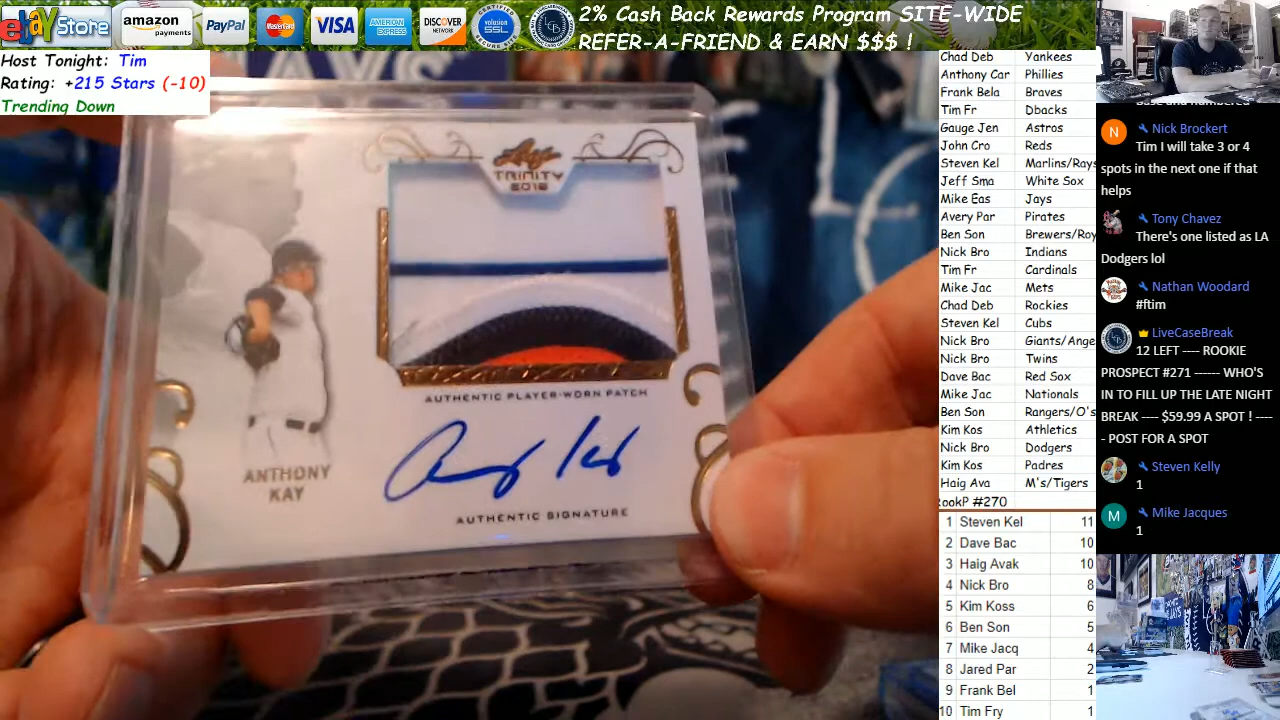 ebay Store
amazon
payments
PayPal
MasterCard
VISA
AMERICAN
EXPRESS
DISCOVER
NETWORK
volusion
SSL
2% Cash Back Rewards Program SITE-WIDE
REFER-A-FRIEND & EARN $$$ !
Host Tonight: Tim
Rating: +215 Stars (-10)
Trending Down
TRINITY
AUTHENTIC PLAYER-WORN PATCH
ANTHONY
KAY
AUTHENTIC SIGNATURE
Chad Deb Yankees
Anthony Car Phillies
Frank Bela Braves
Tim Fr Dbacks
Gauge Jen Astros
John Cro Reds
Steven Kel Marlins/Rays
Jeff Sma White Sox
Mike Eas Jays
Avery Par Pirates
Ben Son Brewers/Roy
Nick Bro Indians
Tim Fr Cardinals
Mike Jac Mets
Chad Deb Rockies
Steven Kel Cubs
Nick Bro Giants/Ange
Nick Bro Twins
Dave Bac Red Sox
Mike Jac Nationals
Ben Son Rangers/O's
Kim Kos Athletics
Nick Bro Dodgers
Kim Kos Padres
Haig Ava M's/Tigers
RookP #270
1 Steven Kel 11
2 Dave Bac 10
3 Haig Avak 10
4 Nick Bro 8
5 Kim Koss 6
6 Ben Son 5
7 Mike Jacq 4
8 Jared Par 2
9 Frank Bel 1
10 Tim Fry 1
N Nick Brockert
Tim I will take 3 or 4
spots in the next one if that
helps
Tony Chavez
There's one listed as LA
Dodgers lol
Nathan Woodard
#ftim
LiveCaseBreak
12 LEFT ---- ROOKIE
PROSPECT #271 ------ WHO'S
IN TO FILL UP THE LATE NIGHT
BREAK ---- $59.99 A SPOT ! ----
- POST FOR A SPOT
Steven Kelly
1
M Mike Jacques
1